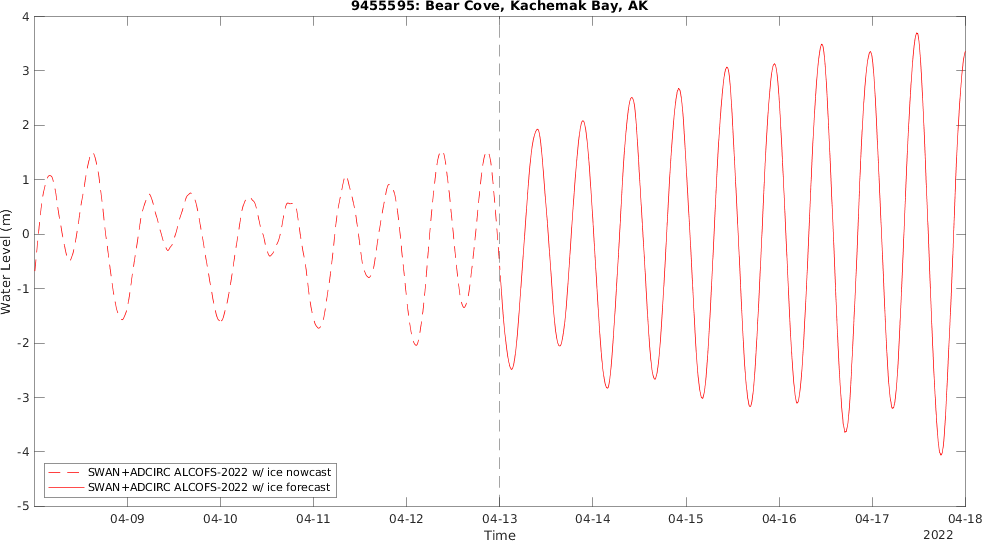 9455595: Bear Cove, Kachemak Bay, AK
4
3
2
1
0
-1
-2
-3
-4
-5
Water Level (m)
SWAN+ADCIRC ALCOFS-2022 w/ ice nowcast
SWAN+ADCIRC ALCOFS-2022 w/ ice forecast
04-09 04-10 04-11 04-12 04-13 04-14 04-15 04-16 04-17 04-18
Time
2022